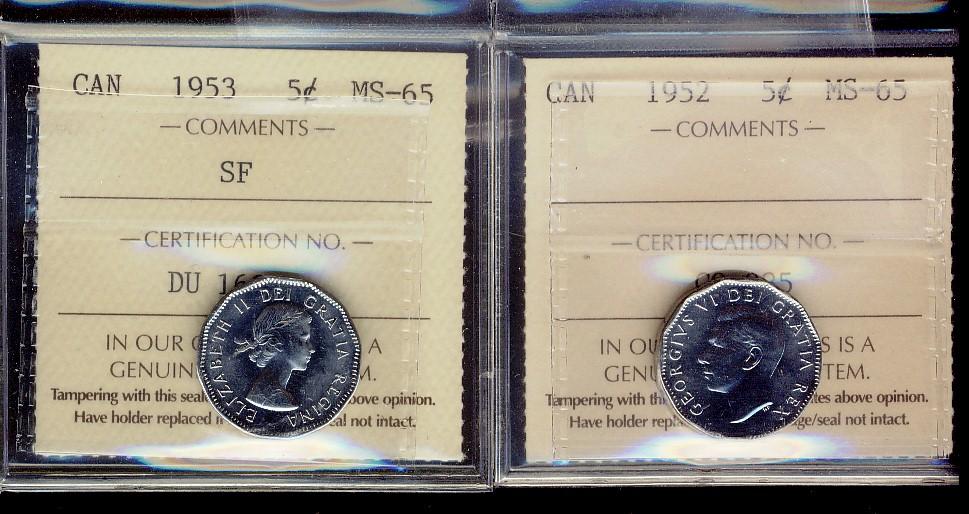 CAN 1953 5¢ MS-65
— COMMENTS —
SF
— CERTIFICATION NO. —
DU 16
IN OUR A
GENUIN M.
Tampering with this seal ove opinion.
Have holder replaced al not intact.
ELIZABETH II DEI GRATIA REGINA
CAN 1952 5¢ MS-65
— COMMENTS —
— CERTIFICATION NO. —
IN OU S IS A
GENU TEM.
Tampering with th tes above opinion.
Have holder repl ge/seal not intact.
GEORGIVS VI DEI GRATIA REX